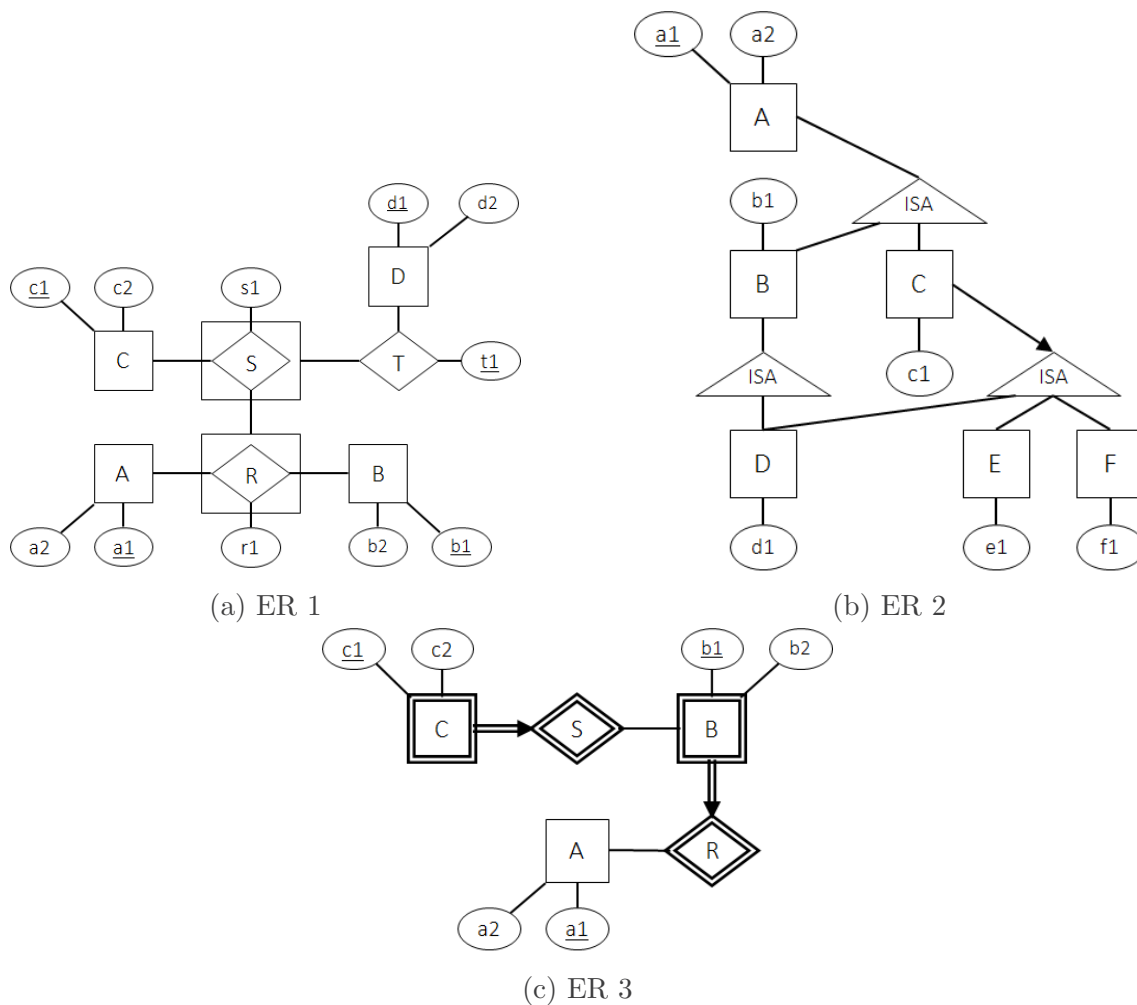 a1 a2
A
b1 ISA
B C
ISA c1 ISA
D E F
d1 e1 f1
d1 d2
D
c1 c2 s1
C S T t1
A R B
a2 a1 r1 b2 b1
(a) ER 1 (b) ER 2
c1 c2 b1 b2
C S B
A R
a2 a1
(c) ER 3